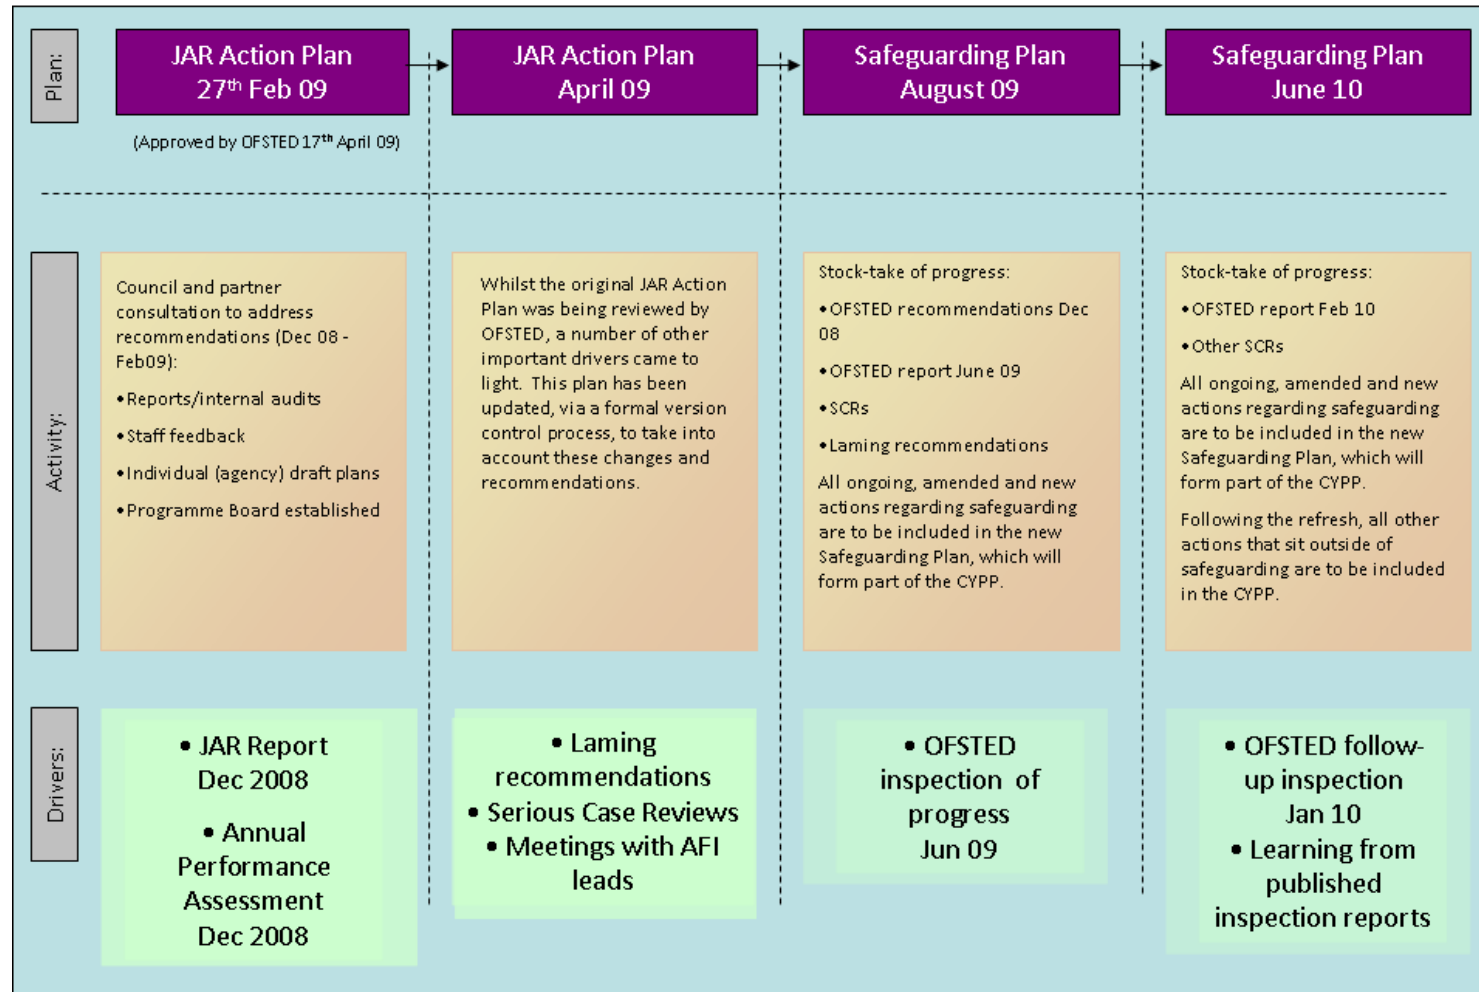 Plan:
JAR Action Plan
27th Feb 09
(Approved by OFSTED 17th April 09)
JAR Action Plan
April 09
Safeguarding Plan
August 09
Safeguarding Plan
June 10
Activity:
Council and partner
consultation to address
recommendations (Dec 08 -
Feb09):
•Reports/internal audits
•Staff feedback
•Individual (agency) draft plans
•Programme Board established
Whilst the original JAR Action
Plan was being reviewed by
OFSTED, a number of other
important drivers came to
light. This plan has been
updated, via a formal version
control process, to take into
account these changes and
recommendations.
Stock-take of progress:
•OFSTED recommendations Dec
08
•OFSTED report June 09
•SCRs
•Laming recommendations
All ongoing, amended and new
actions regarding safeguarding
are to be included in the new
Safeguarding Plan, which will
form part of the CYPP.
Stock-take of progress:
•OFSTED report Feb 10
•Other SCRs
All ongoing, amended and new
actions regarding safeguarding
are to be included in the new
Safeguarding Plan, which will
form part of the CYPP.
Following the refresh, all other
actions that sit outside of
safeguarding are to be included
in the CYPP.
Drivers:
• JAR Report
Dec 2008
• Annual
Performance
Assessment
Dec 2008
• Laming
recommendations
• Serious Case Reviews
• Meetings with AFI
leads
• OFSTED
inspection of
progress
Jun 09
• OFSTED follow-
up inspection
Jan 10
• Learning from
published
inspection reports